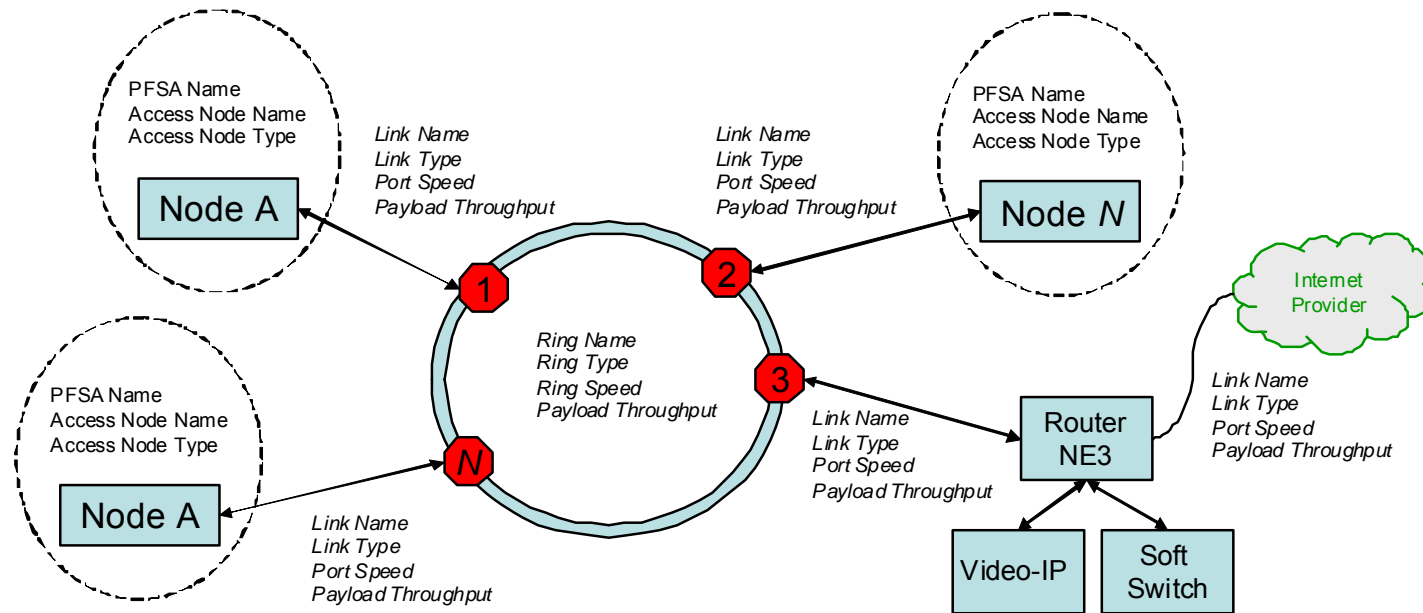 PFSA Name
Access Node Name
Access Node Type
Node A
Link Name
Link Type
Port Speed
Payload Throughput
Link Name
Link Type
Port Speed
Payload Throughput
PFSA Name
Access Node Name
Access Node Type
Node N
1
2
3
N
Ring Name
Ring Type
Ring Speed
Payload Throughput
Internet
Provider
PFSA Name
Access Node Name
Access Node Type
Node A
Link Name
Link Type
Port Speed
Payload Throughput
Link Name
Link Type
Port Speed
Payload Throughput
Router
NE3
Link Name
Link Type
Port Speed
Payload Throughput
Video-IP
Soft
Switch